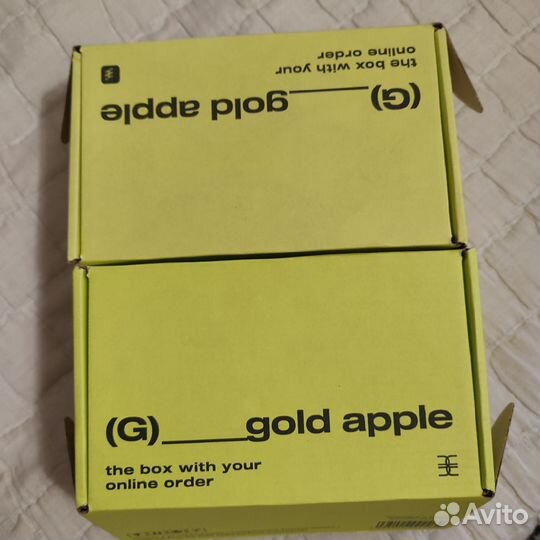 the box with your
online order
(G)____gold apple
(G)____gold apple
the box with your
online order
Avito